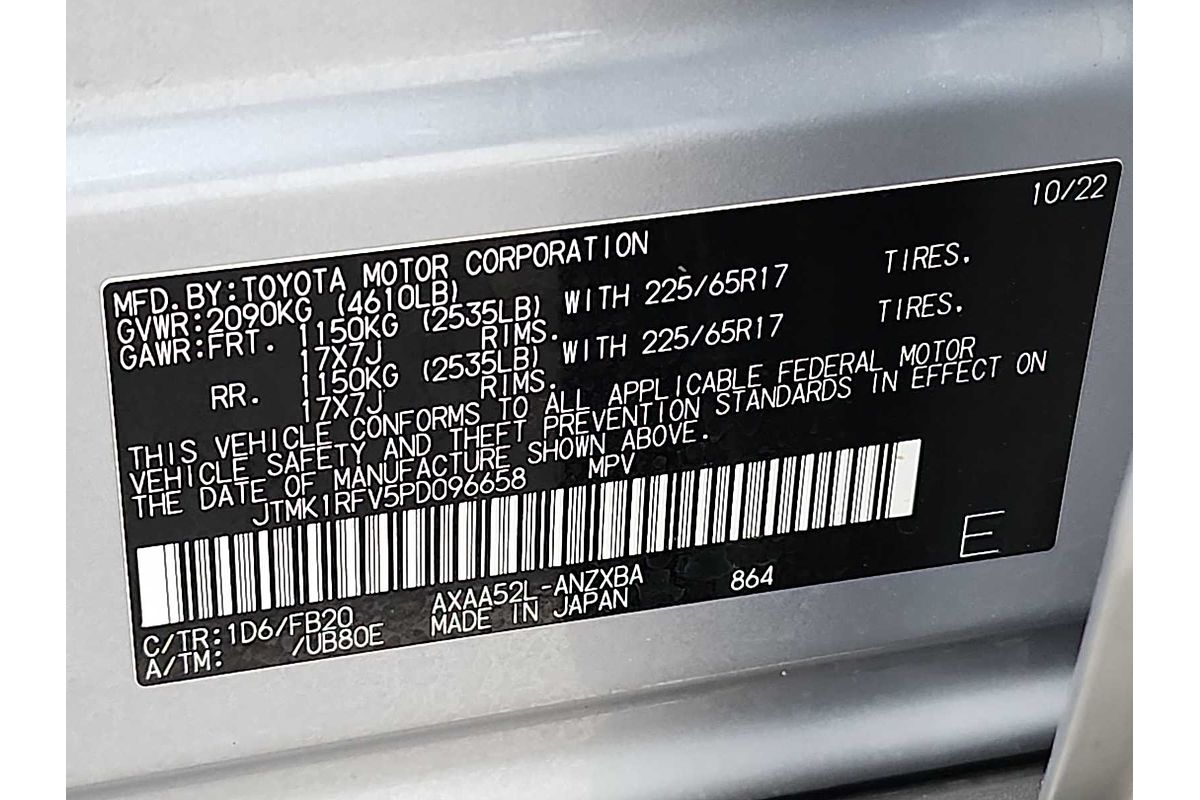 10/22
MFD.BY:TOYOTA MOTOR CORPORATION
GVWR:2090KG (4610LB)
GAWR:FRT. 1150KG (2535LB) WITH 225/65R17 TIRES.
17X7J RIMS.
RR. 1150KG (2535LB) WITH 225/65R17 TIRES.
17X7J RIMS.
THIS VEHICLE CONFORMS TO ALL APPLICABLE FEDERAL MOTOR
VEHICLE SAFETY AND THEFT PREVENTION STANDARDS IN EFFECT ON
THE DATE OF MANUFACTURE SHOWN ABOVE.
JTMK1RFV5PD096658 MPV
E
C/TR:1D6/FB20 AXAA52L-ANZXBA 864
A/TM: /UB80E MADE IN JAPAN